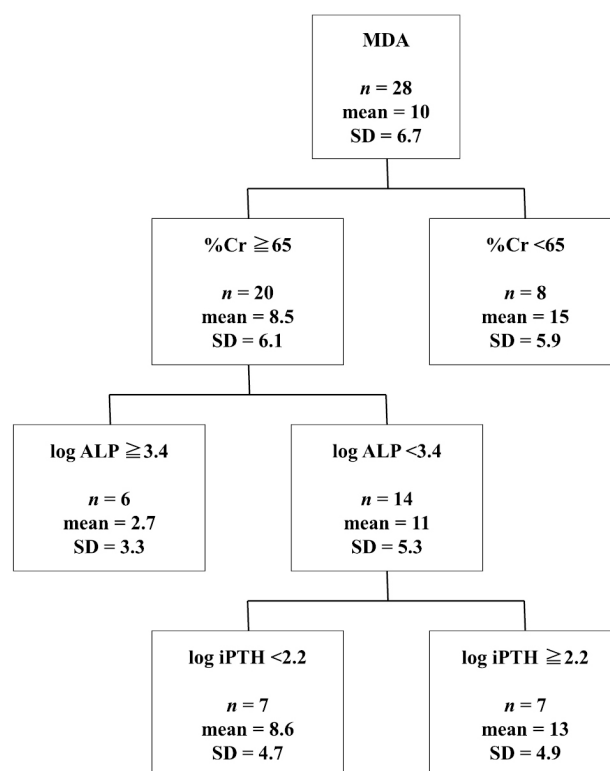 MDA
n = 28
mean = 10
SD = 6.7
%Cr ≧65
n = 20
mean = 8.5
SD = 6.1
%Cr <65
n = 8
mean = 15
SD = 5.9
log ALP ≧3.4
n = 6
mean = 2.7
SD = 3.3
log ALP <3.4
n = 14
mean = 11
SD = 5.3
log iPTH <2.2
n = 7
mean = 8.6
SD = 4.7
log iPTH ≧2.2
n = 7
mean = 13
SD = 4.9